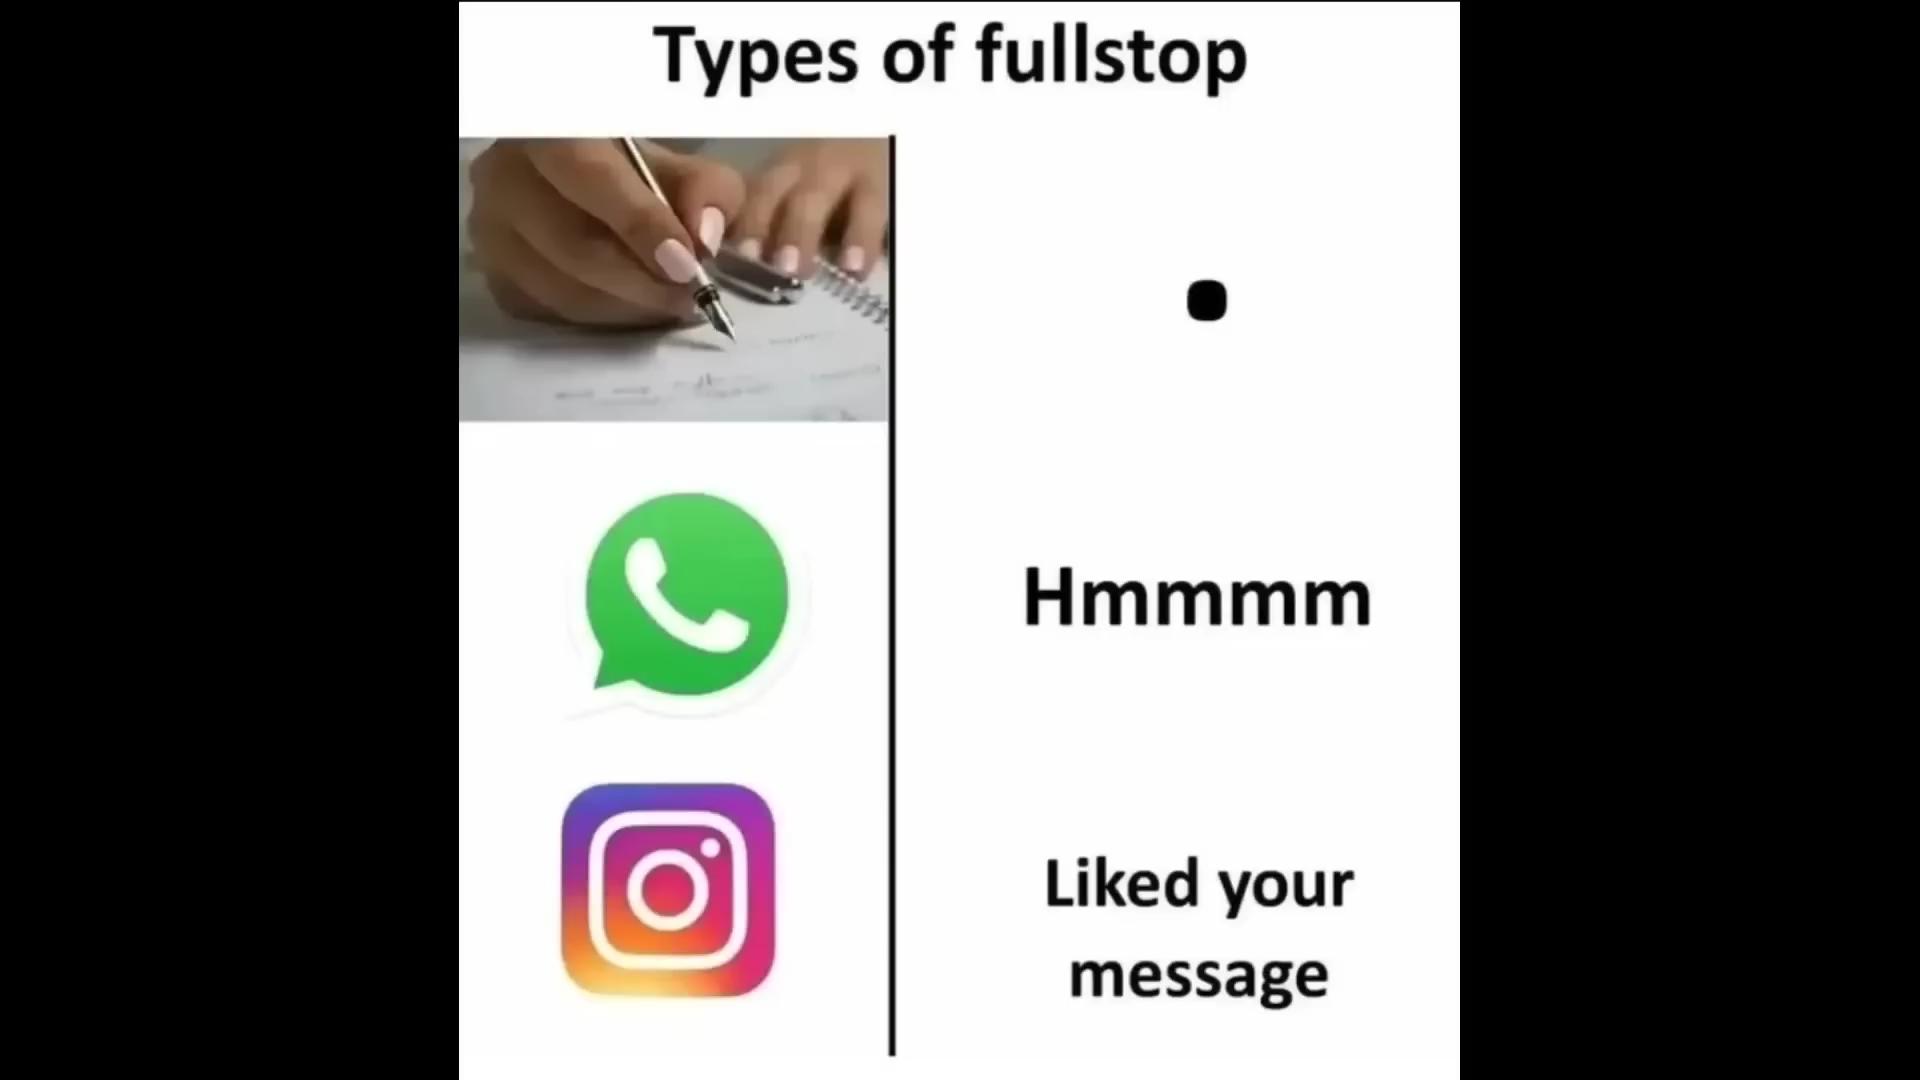 Types of fullstop
.
Hmmmm
Liked your
message